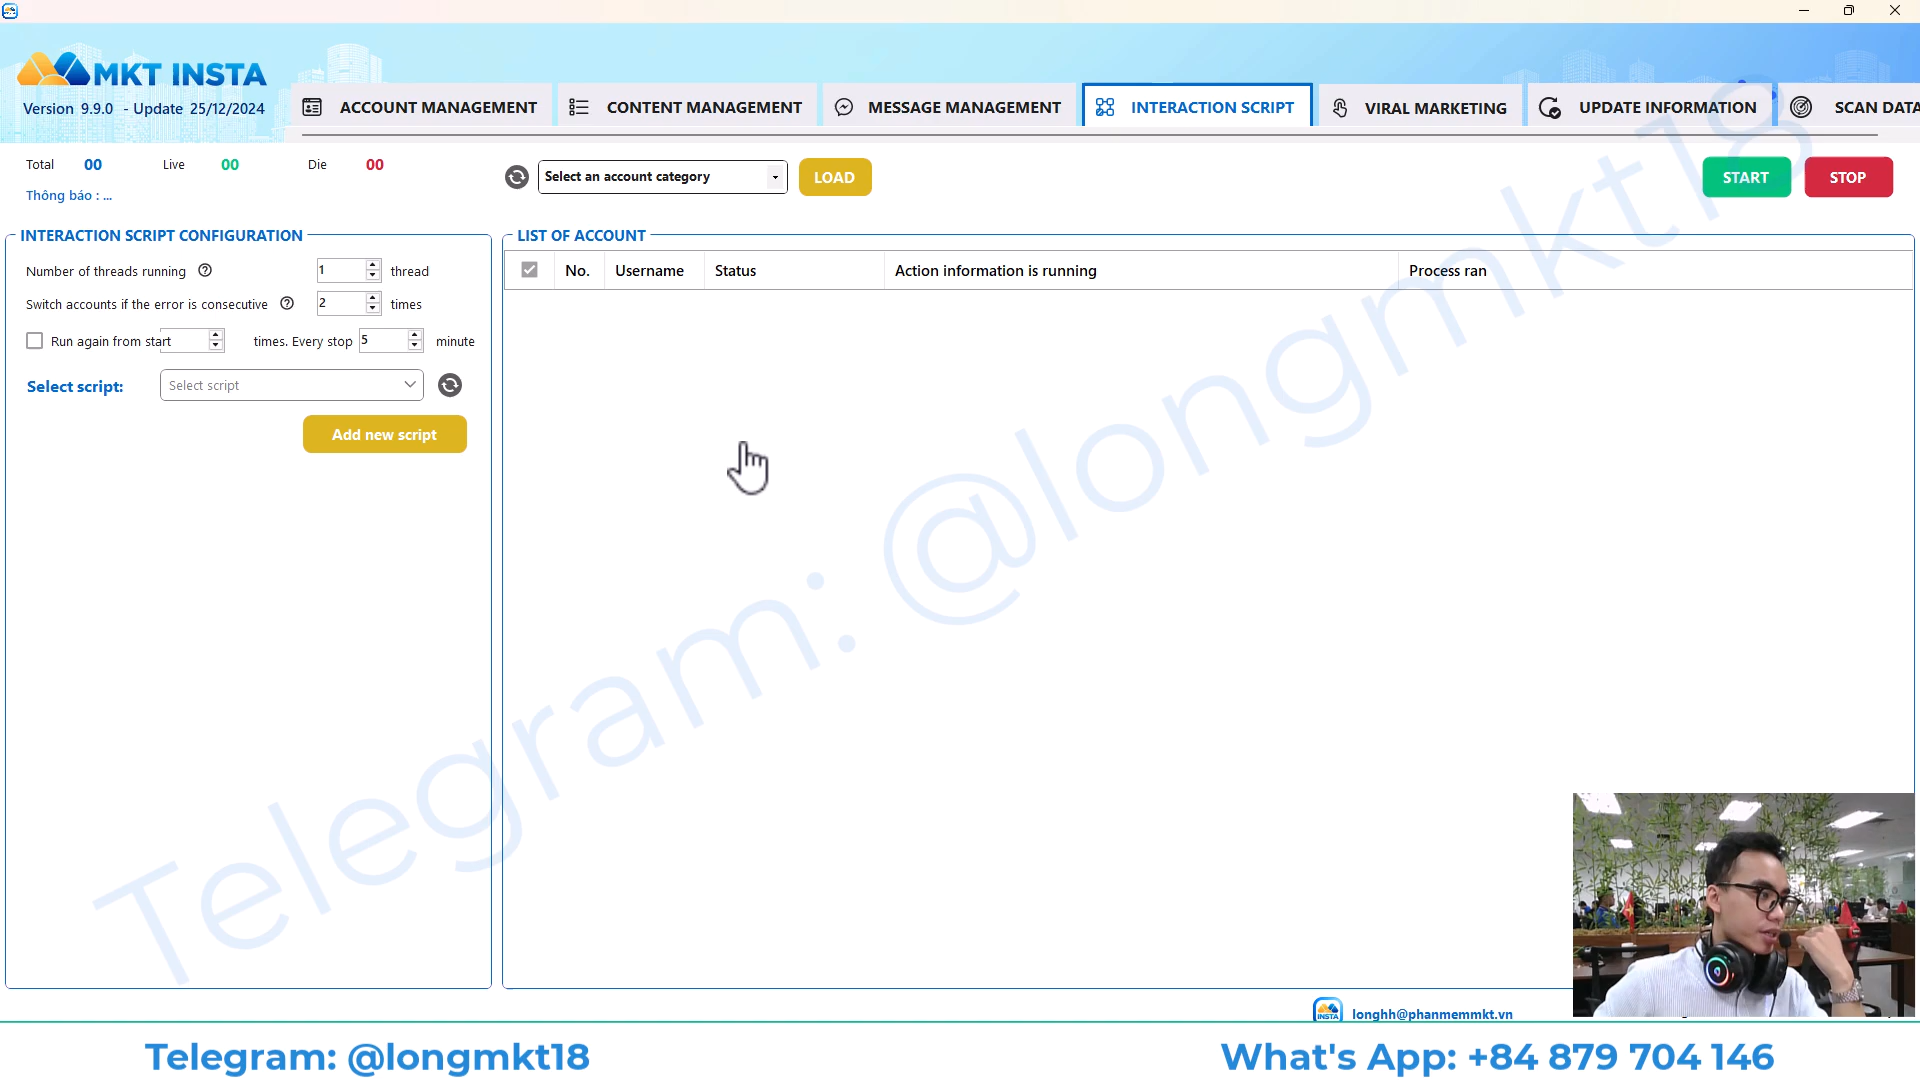 MKT INSTA
Version 9.9.0 - Update 25/12/2024
ACCOUNT MANAGEMENT
CONTENT MANAGEMENT
MESSAGE MANAGEMENT
INTERACTION SCRIPT
VIRAL MARKETING
UPDATE INFORMATION
SCAN DATA
Total 00 Live 00 Die 00
Thông báo : ...
Select an account category
LOAD
START
STOP
INTERACTION SCRIPT CONFIGURATION
Number of threads running 1 thread
Switch accounts if the error is consecutive 2 times
Run again from start times. Every stop 5 minute
Select script: Select script
Add new script
LIST OF ACCOUNT
No. Username Status Action information is running Process ran
Telegram: @longmkt18
INSTA
longhh@phanmemmkt.vn
Telegram: @longmkt18
What's App: +84 879 704 146